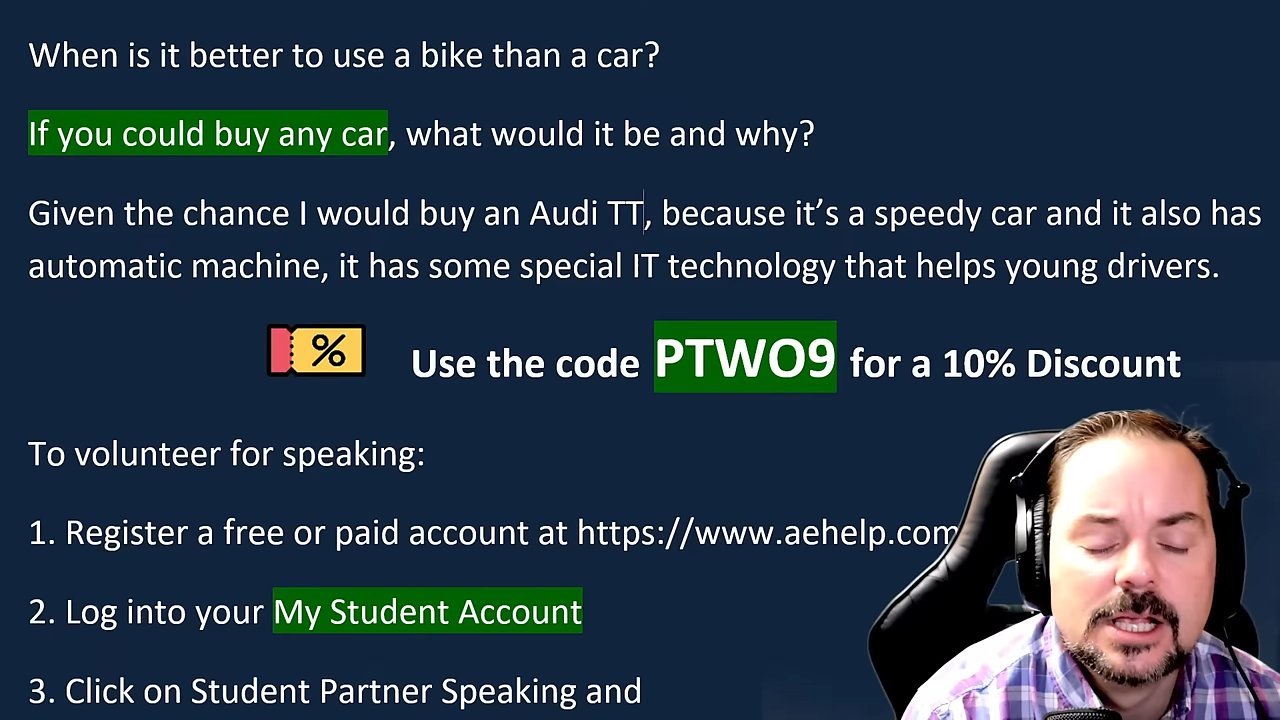 When is it better to use a bike than a car?
If you could buy any car, what would it be and why?
Given the chance I would buy an Audi TT, because it’s a speedy car and it also has
automatic machine, it has some special IT technology that helps young drivers.
%
Use the code PTWO9 for a 10% Discount
To volunteer for speaking:
1. Register a free or paid account at https://www.aehelp.com
2. Log into your My Student Account
3. Click on Student Partner Speaking and